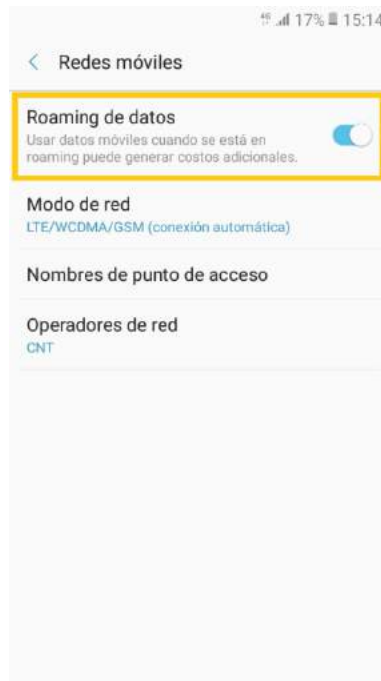 17% 15:14
Redes móviles
Roaming de datos
Usar datos móviles cuando se está en
roaming puede generar costos adicionales.
Modo de red
LTE/WCDMA/GSM (conexión automática)
Nombres de punto de acceso
Operadores de red
CNT